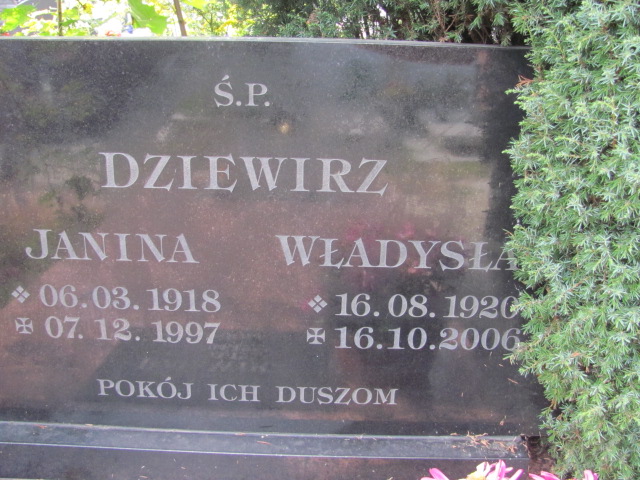 Ś.P.
DZIEWIRZ
JANINA WŁADYSŁA
06.03.1918 16.08.1920
07.12.1997 16.10.2006
POKÓJ ICH DUSZOM